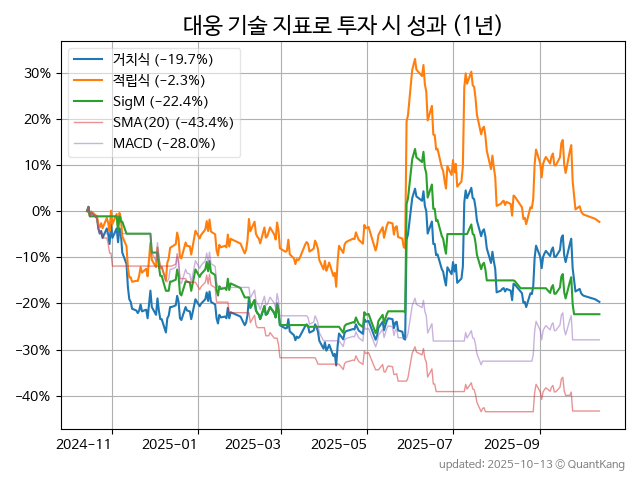 대웅 기술 지표로 투자 시 성과 (1년)
거치식 (−19.7%)
적립식 (−2.3%)
SigM (−22.4%)
SMA(20) (−43.4%)
MACD (−28.0%)
30%
20%
10%
0%
−10%
−20%
−30%
−40%
2024−11 2025−01 2025−03 2025−05 2025−07 2025−09
updated: 2025-10-13 © QuantKang